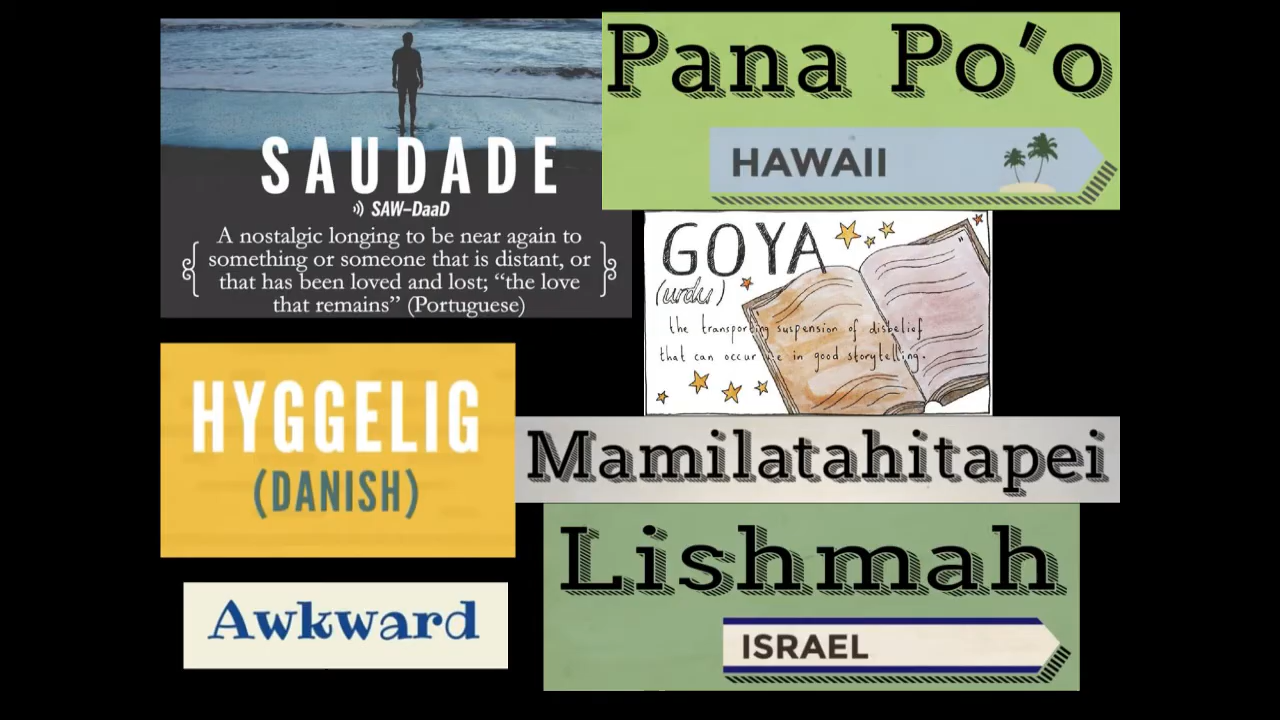 SAUDADE
SAW–DaaD
A nostalgic longing to be near again to
something or someone that is distant, or
that has been loved and lost; “the love
that remains” (Portuguese)
Pana Po’o
HAWAII
GOYA
(urdu)
the transporting suspension of disbelief
that can occur in good storytelling.
HYGGELIG
(DANISH)
Mamilatahitapei
Lishmah
ISRAEL
Awkward